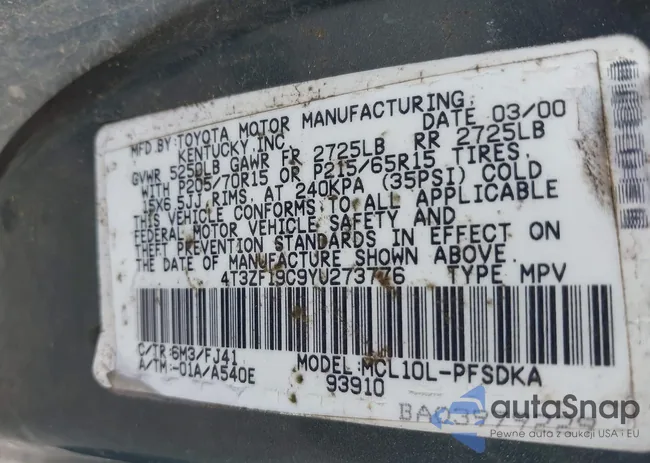 MFD BY:TOYOTA MOTOR MANUFACTURING,
KENTUCKY,INC. DATE 03/00
GVWR 5250LB GAWR FR 2725LB RR 2725LB
WITH P205/70R15 OR P215/65R15 TIRES,
15X6.5JJ RIMS, AT 240KPA (35PSI) COLD
THIS VEHICLE CONFORMS TO ALL APPLICABLE
FEDERAL MOTOR VEHICLE SAFETY AND
THEFT PREVENTION STANDARDS IN EFFECT ON
THE DATE OF MANUFACTURE SHOWN ABOVE.
4T3ZF19C9YU273776 TYPE MPV
C/TR:6M3/FJ41 MODEL:MCL10L-PFSDKA
A/TM:-01A/A540E 93910
autoSnap
Pewne auta z aukcji USA i EU